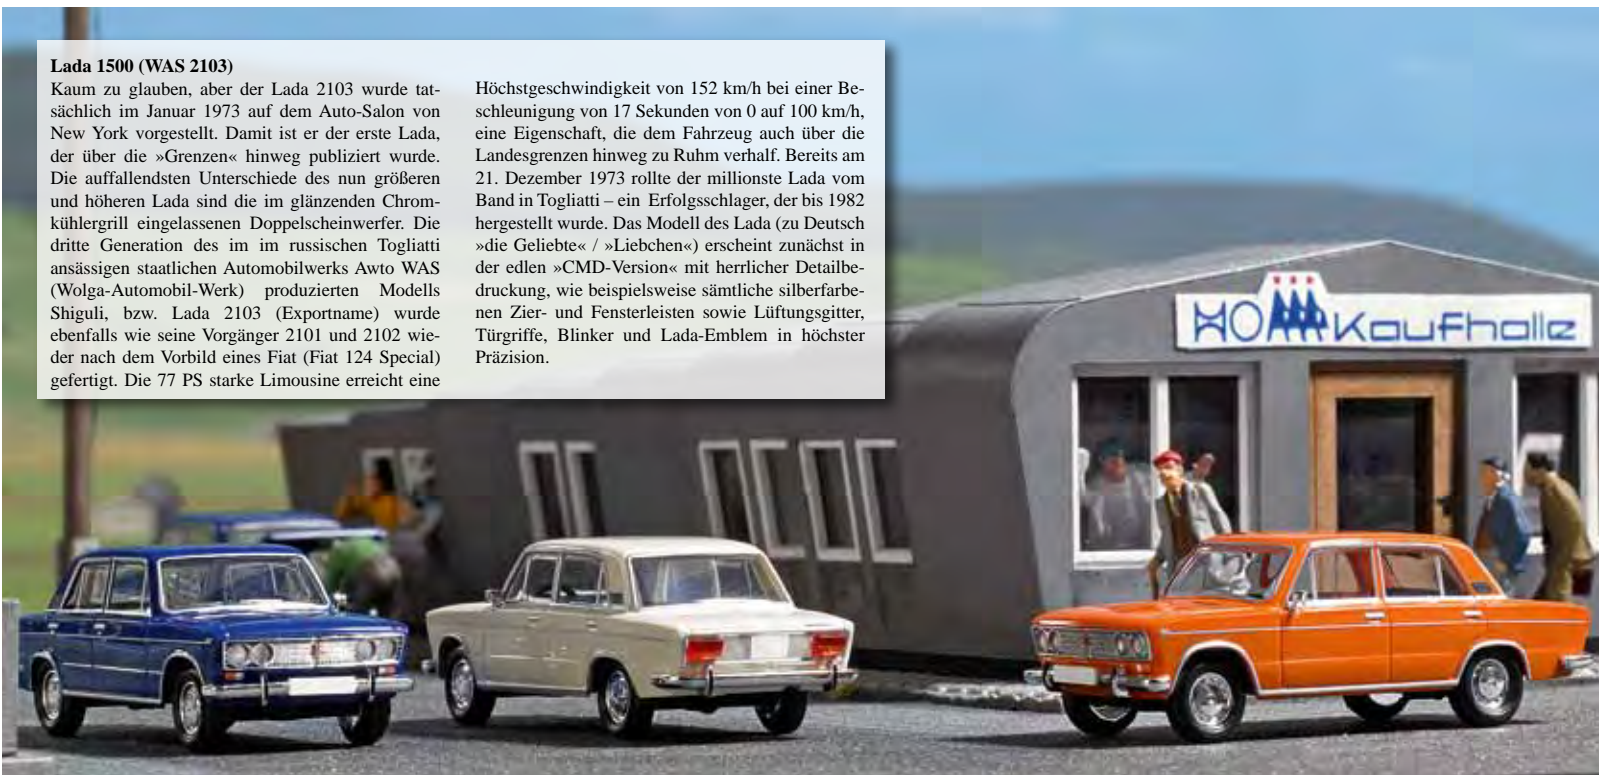 Lada 1500 (WAS 2103)
Kaum zu glauben, aber der Lada 2103 wurde tat-
sächlich im Januar 1973 auf dem Auto-Salon von
New York vorgestellt. Damit ist er der erste Lada,
der über die »Grenzen« hinweg publiziert wurde.
Die auffallendsten Unterschiede des nun größeren
und höheren Lada sind die im glänzenden Chrom-
kühlergrill eingelassenen Doppelscheinwerfer. Die
dritte Generation des im im russischen Togliatti
ansässigen staatlichen Automobilwerks Awto WAS
(Wolga-Automobil-Werk) produzierten Modells
Shiguli, bzw. Lada 2103 (Exportname) wurde
ebenfalls wie seine Vorgänger 2101 und 2102 wie-
der nach dem Vorbild eines Fiat (Fiat 124 Special)
gefertigt. Die 77 PS starke Limousine erreicht eine
Höchstgeschwindigkeit von 152 km/h bei einer Be-
schleunigung von 17 Sekunden von 0 auf 100 km/h,
eine Eigenschaft, die dem Fahrzeug auch über die
Landesgrenzen hinweg zu Ruhm verhalf. Bereits am
21. Dezember 1973 rollte der millionste Lada vom
Band in Togliatti – ein Erfolgsschlager, der bis 1982
hergestellt wurde. Das Modell des Lada (zu Deutsch
»die Geliebte« / »Liebchen«) erscheint zunächst in
der edlen »CMD-Version« mit herrlicher Detailbe-
druckung, wie beispielsweise sämtliche silberfarbe-
nen Zier- und Fensterleisten sowie Lüftungsgitter,
Türgriffe, Blinker und Lada-Emblem in höchster
Präzision.
HO Kaufhalle